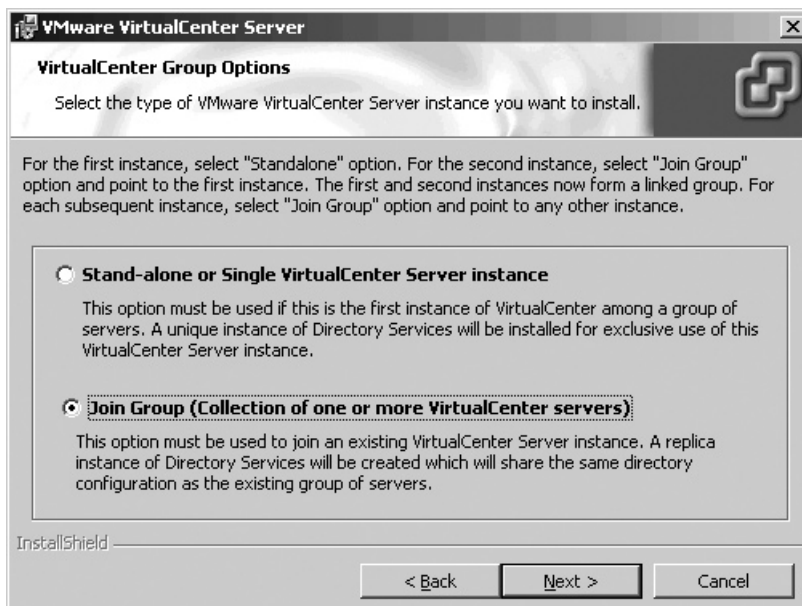 VMware VirtualCenter Server
VirtualCenter Group Options
Select the type of VMware VirtualCenter Server instance you want to install.
For the first instance, select "Standalone" option. For the second instance, select "Join Group"
option and point to the first instance. The first and second instances now form a linked group. For
each subsequent instance, select "Join Group" option and point to any other instance.
Stand-alone or Single VirtualCenter Server instance
This option must be used if this is the first instance of VirtualCenter among a group of
servers. A unique instance of Directory Services will be installed for exclusive use of this
VirtualCenter Server instance.
Join Group (Collection of one or more VirtualCenter servers)
This option must be used to join an existing VirtualCenter Server instance. A replica
instance of Directory Services will be created which will share the same directory
configuration as the existing group of servers.
InstallShield
< Back Next > Cancel